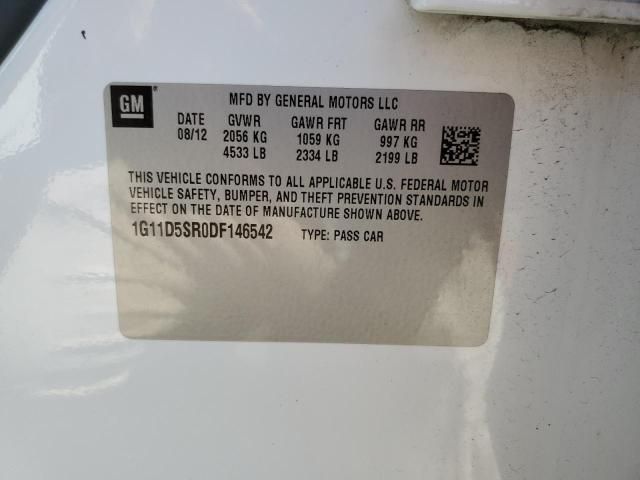 GM ® MFD BY GENERAL MOTORS LLC
DATE GVWR GAWR FRT GAWR RR
08/12 2056 KG 1059 KG 997 KG
4533 LB 2334 LB 2199 LB
THIS VEHICLE CONFORMS TO ALL APPLICABLE U.S. FEDERAL MOTOR
VEHICLE SAFETY, BUMPER, AND THEFT PREVENTION STANDARDS IN
EFFECT ON THE DATE OF MANUFACTURE SHOWN ABOVE.
1G11D5SR0DF146542 TYPE: PASS CAR